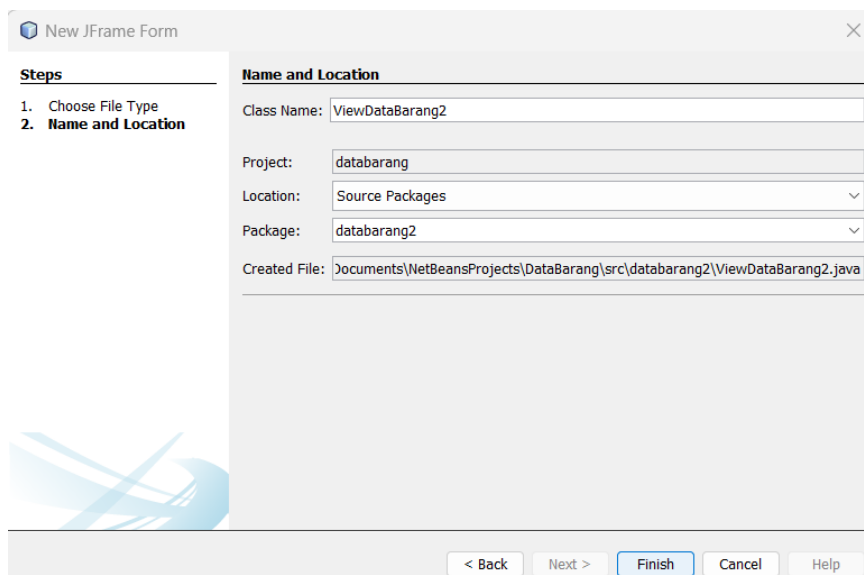 New JFrame Form
Steps
1. Choose File Type
2. Name and Location
Name and Location
Class Name: ViewDataBarang2
Project: databarang
Location: Source Packages
Package: databarang2
Created File: Documents\NetBeansProjects\DataBarang\src\databarang2\ViewDataBarang2.java
< Back Next > Finish Cancel Help